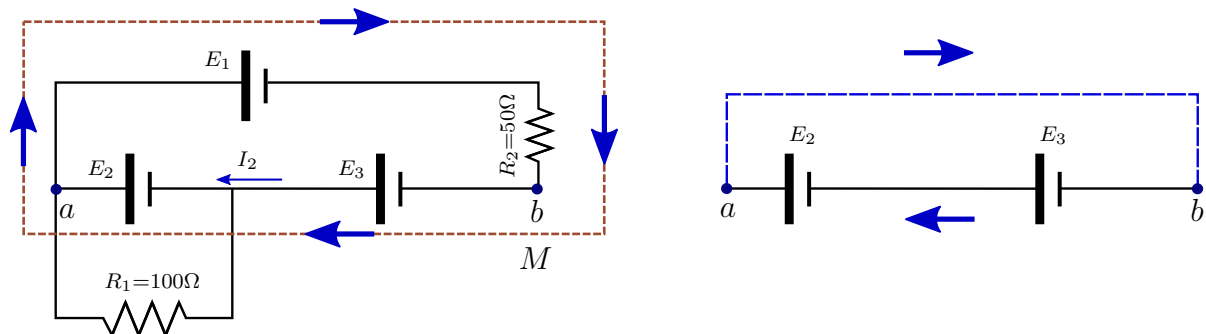 E₁
R₂=50Ω
E₂
I₂
E₃
a
b
M
R₁=100Ω
E₂
E₃
a
b